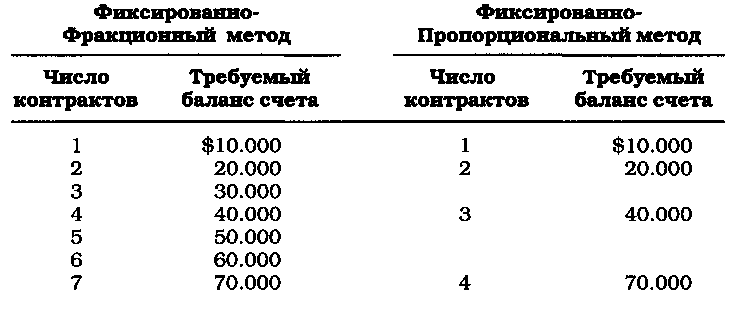 Фиксированно- Фиксированно-
Фракционный метод Пропорциональный метод
Число Требуемый Число Требуемый
контрактов баланс счета контрактов баланс счета
1 $10.000 1 $10.000
2 20.000 2 20.000
3 30.000
4 40.000 3 40.000
5 50.000
6 60.000
7 70.000 4 70.000